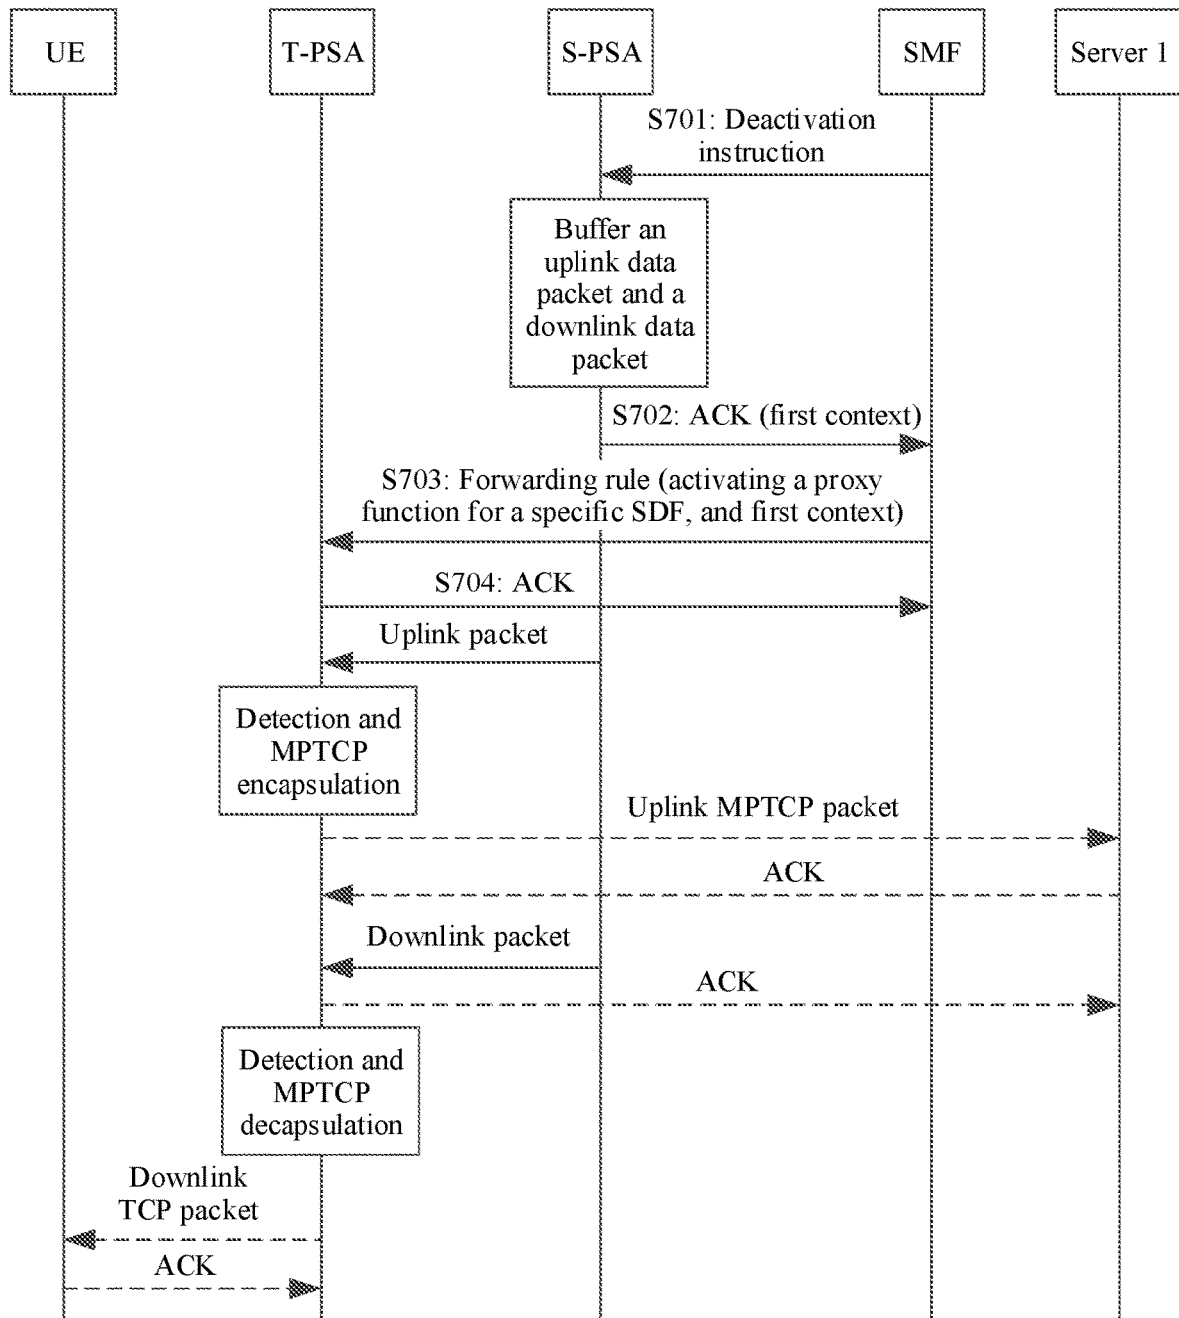 UE
T-PSA
S-PSA
SMF
Server 1
S701: Deactivation
instruction
Buffer an
uplink data
packet and a
downlink data
packet
S702: ACK (first context)
S703: Forwarding rule (activating a proxy
function for a specific SDF, and first context)
S704: ACK
Uplink packet
Detection and
MPTCP
encapsulation
Uplink MPTCP packet
ACK
Downlink packet
ACK
Detection and
MPTCP
decapsulation
Downlink
TCP packet
ACK